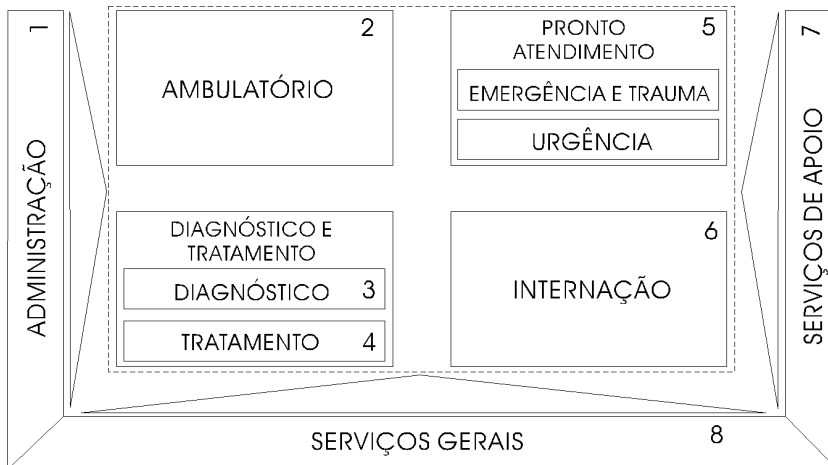 1
ADMINISTRAÇÃO
2
AMBULATÓRIO
PRONTO 5
ATENDIMENTO
EMERGÊNCIA E TRAUMA
URGÊNCIA
DIAGNÓSTICO E
TRATAMENTO
DIAGNÓSTICO 3
TRATAMENTO 4
6
INTERNAÇÃO
7
SERVIÇOS DE APOIO
SERVIÇOS GERAIS 8